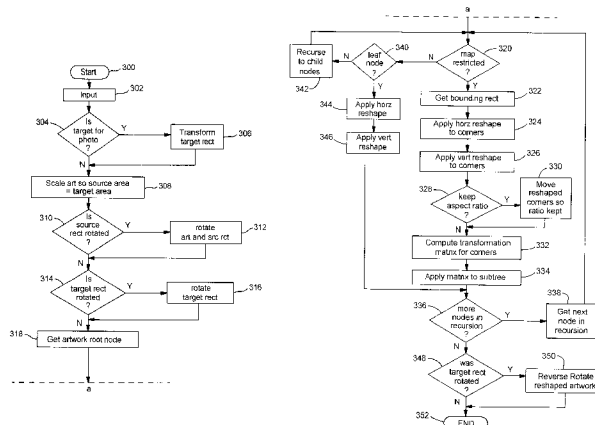 Start
300
Input
302
304
Is
target for
photo
?
Y
Transform
target rect
306
N
Scale art so source area
= target area
308
310
Is
source
rect rotated
?
Y
rotate
art and src rct
312
N
314
Is
target rect
rotated
?
Y
rotate
target rect
316
N
318
Get artwork root node
a
a
Recurse
to child
nodes
342
N
leaf
node
?
340
N
map
restricted
?
320
Y
Y
344
Apply horz
reshape
346
Apply vert
reshape
Get bounding rect
322
Apply horz reshape
to corners
324
Apply vert reshape
to corners
326
328
keep
aspect ratio
?
Y
330
Move
reshaped
corners so
ratio kept
N
Compute transformation
matrix for corners
332
Apply matrix to subtree
334
336
more
nodes in
recursion
?
Y
338
Get next
node in
recursion
N
348
was
target rect
rotated
?
Y
350
Reverse Rotate
reshaped artwork
N
352
END